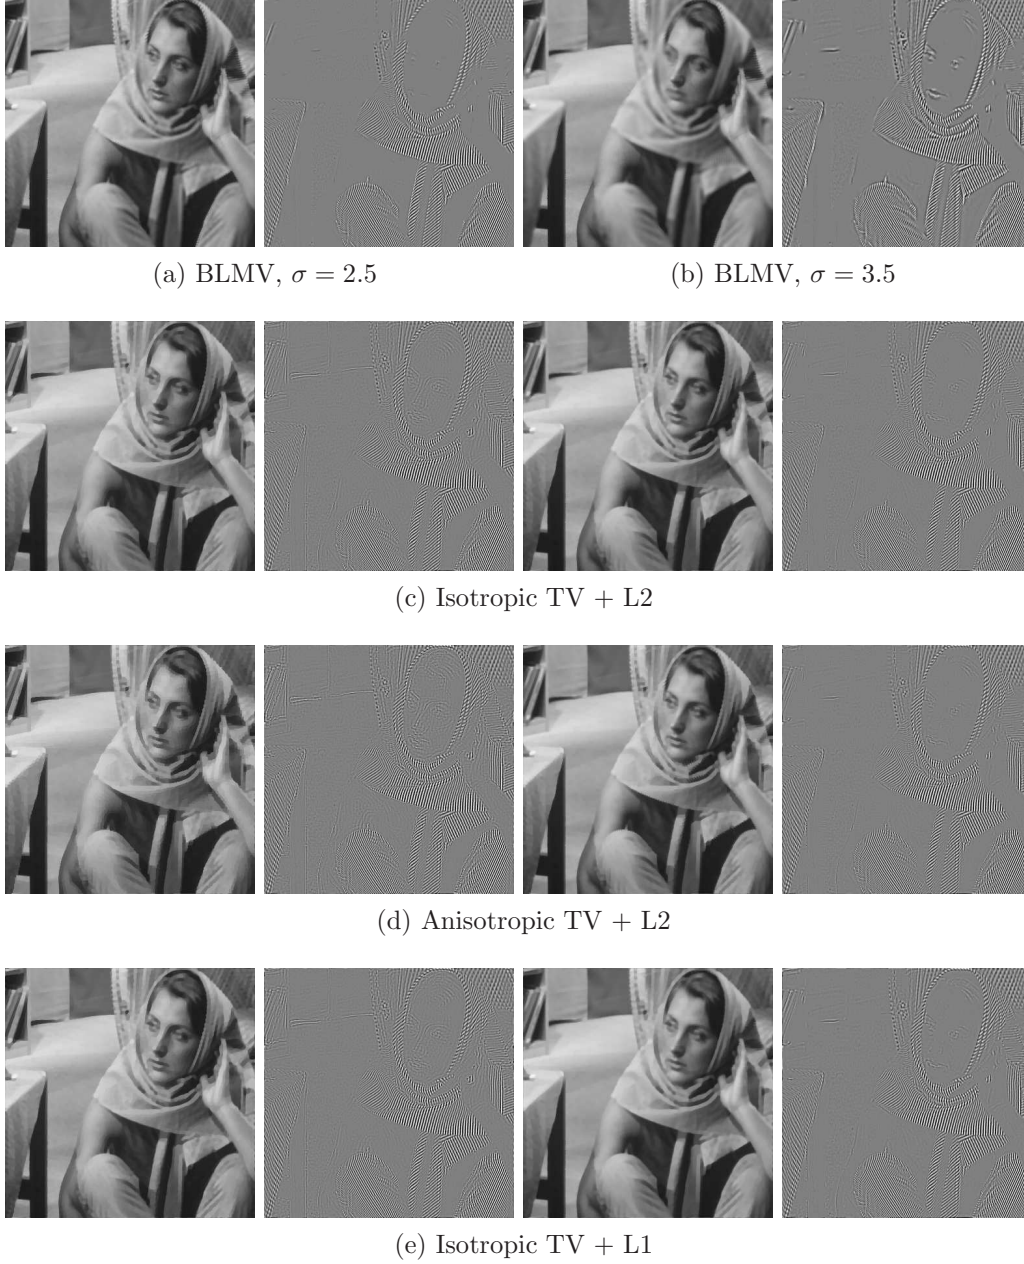 (a) BLMV, σ = 2.5
(b) BLMV, σ = 3.5
(c) Isotropic TV + L2
(d) Anisotropic TV + L2
(e) Isotropic TV + L1